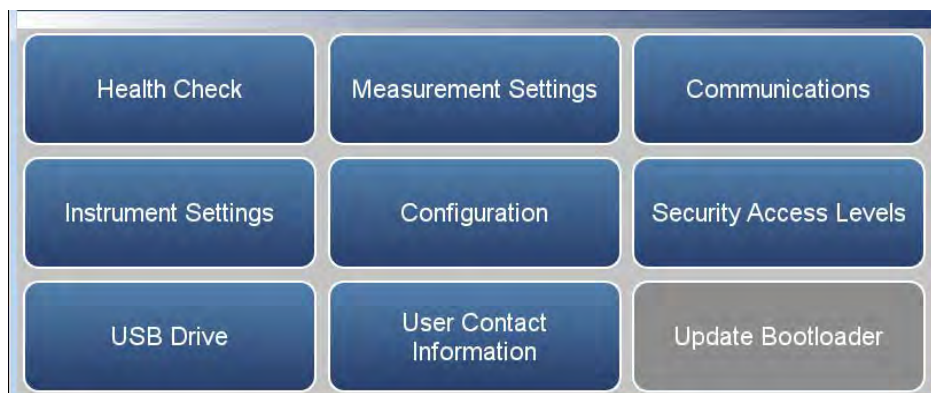 Health Check
Measurement Settings
Communications
Instrument Settings
Configuration
Security Access Levels
USB Drive
User Contact
Information
Update Bootloader